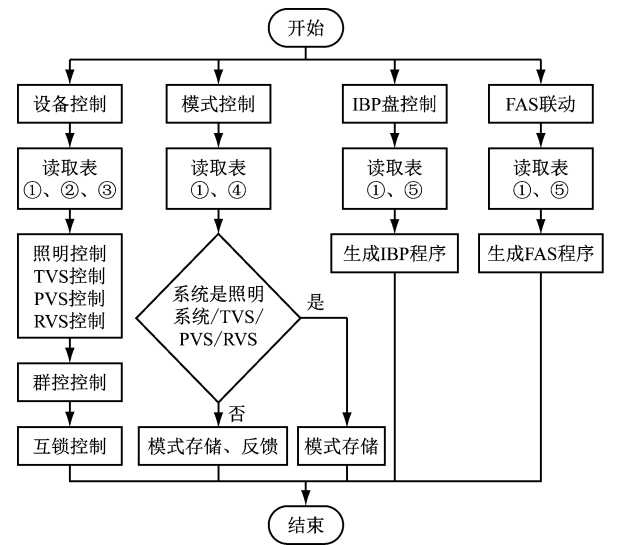 开始
设备控制
模式控制
IBP盘控制
FAS联动
读取表
①、②、③
读取表
①、④
读取表
①、⑤
读取表
①、⑤
照明控制
TVS控制
PVS控制
RVS控制
系统是照明
系统/TVS/
PVS/RVS
是
否
生成IBP程序
生成FAS程序
群控控制
互锁控制
模式存储、反馈
模式存储
结束